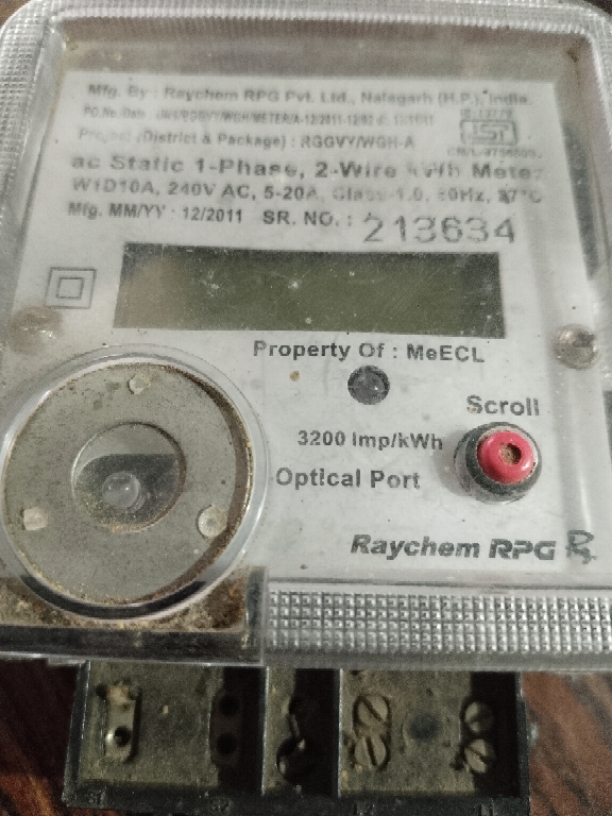 Mfg. By : Raychem RPG Pvt. Ltd., Nalagarh (H.P.), India.
Project (District & Package) : RGGVY/WGH-A
ac Static 1-Phase, 2-Wire kWh Meter
W1D10A, 240V AC, 5-20A, Class-1.0, 50Hz, 27°C
Mfg. MM/YY : 12/2011 SR. NO. : 213634
Property Of : MeECL
Scroll
3200 Imp/kWh
Optical Port
Raychem RPG